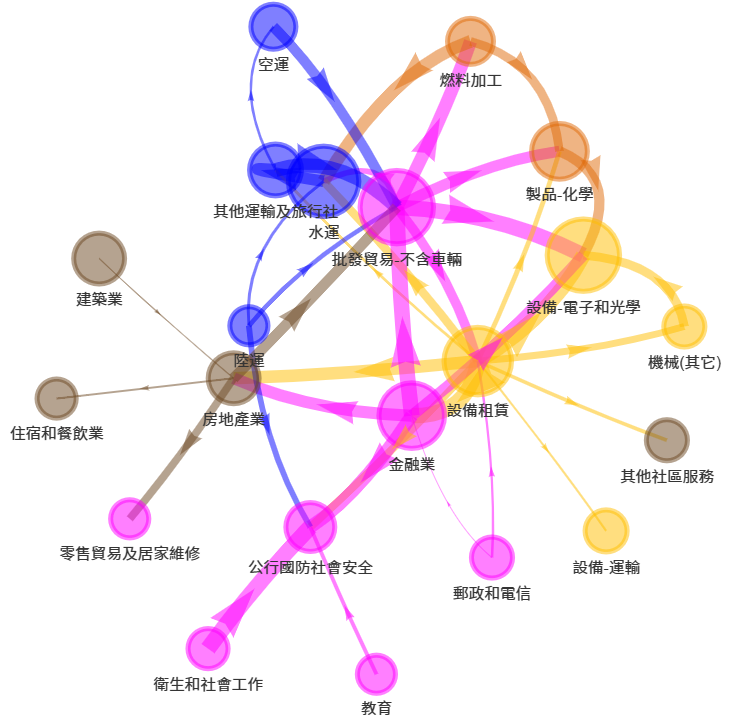 空運
燃料加工
製品-化學
其他運輸及旅行社
水運
批發貿易-不含車輛
建築業
設備-電子和光學
陸運
機械(其它)
住宿和餐飲業
房地產業
設備租賃
金融業
其他社區服務
零售貿易及居家維修
公行國防社會安全
設備-運輸
郵政和電信
衛生和社會工作
教育